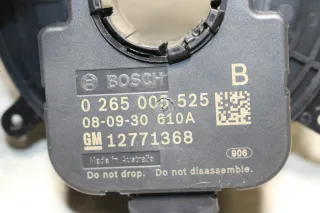 BOSCH
B
0 265 005 525
08-09-30 610A
GM 12771368
Made in Australia
906
Do not drop. Do not disassemble.